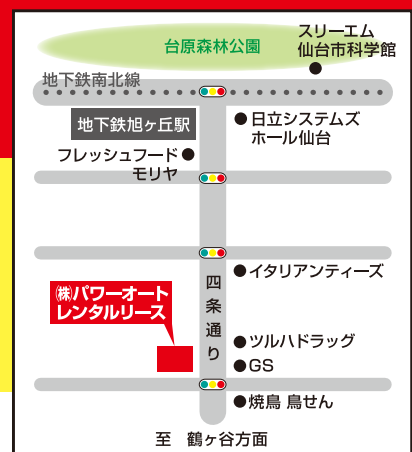 スリーエム
仙台市科学館
台原森林公園
地下鉄南北線
地下鉄旭ヶ丘駅
日立システムズ
ホール仙台
フレッシュフード
モリヤ
イタリアンティーズ
四条通り
㈱パワーオート
レンタルリース
ツルハドラッグ
GS
焼鳥 鳥せん
至 鶴ヶ谷方面